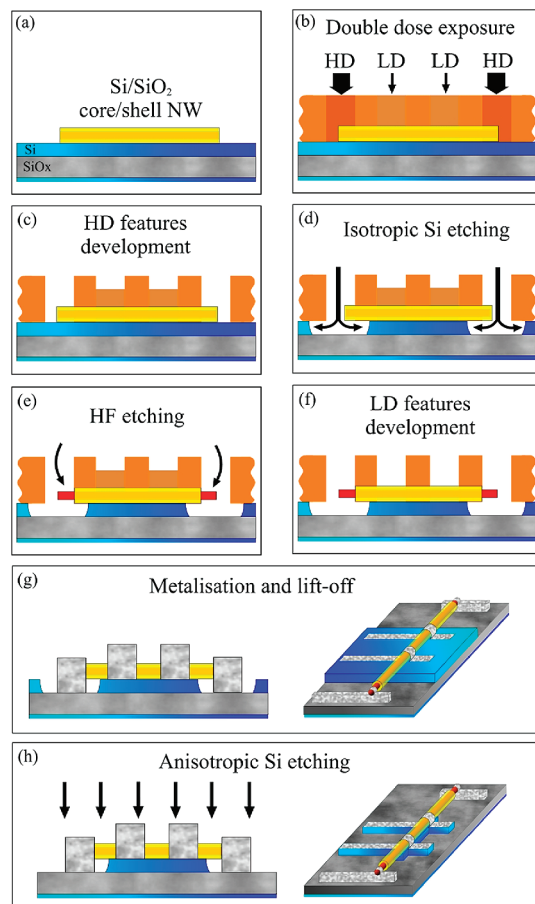 (a)
Si/SiO₂
core/shell NW
Si
SiOx
(b)
Double dose exposure
HD LD LD HD
(c)
HD features
development
(d)
Isotropic Si etching
(e)
HF etching
(f)
LD features
development
(g)
Metalisation and lift-off
(h)
Anisotropic Si etching